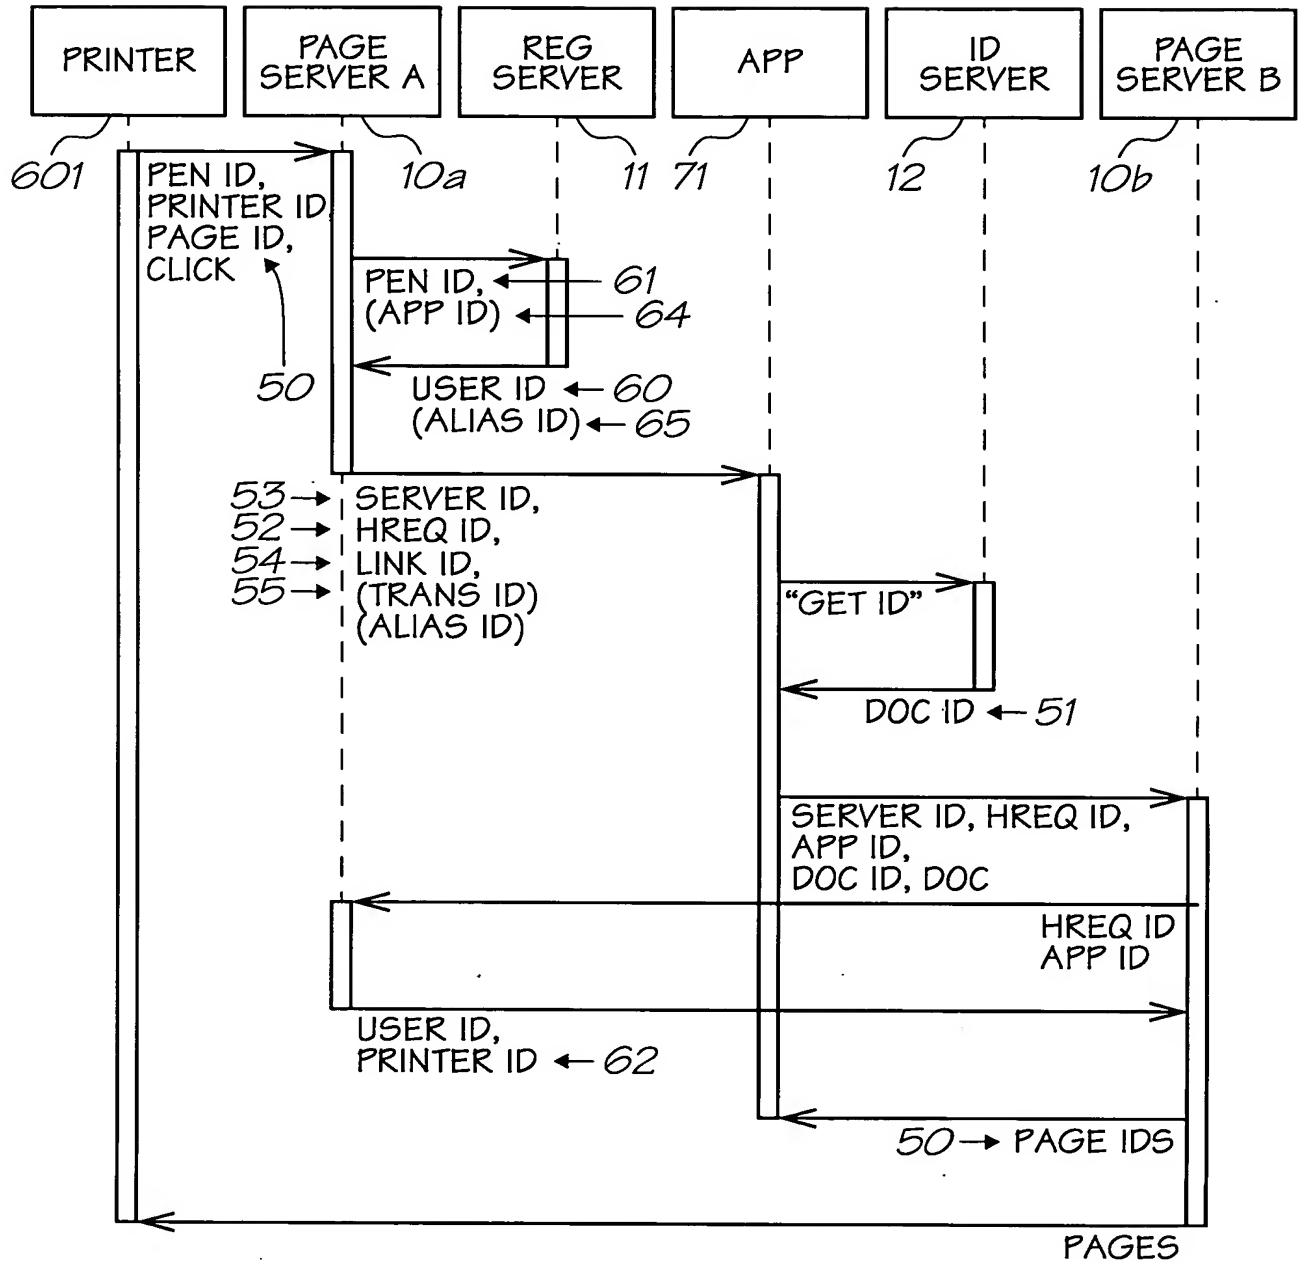 PRINTER
PAGE
SERVER A
REG
SERVER
APP
ID
SERVER
PAGE
SERVER B
601
10a
11
71
12
10b
PEN ID,
PRINTER ID
PAGE ID,
CLICK
50
PEN ID,
61
(APP ID)
64
USER ID
60
(ALIAS ID)
65
53
SERVER ID,
52
HREQ ID,
54
LINK ID,
55
(TRANS ID)
(ALIAS ID)
"GET ID"
DOC ID
51
SERVER ID, HREQ ID,
APP ID,
DOC ID, DOC
HREQ ID
APP ID
USER ID,
PRINTER ID
62
50
PAGE IDS
PAGES